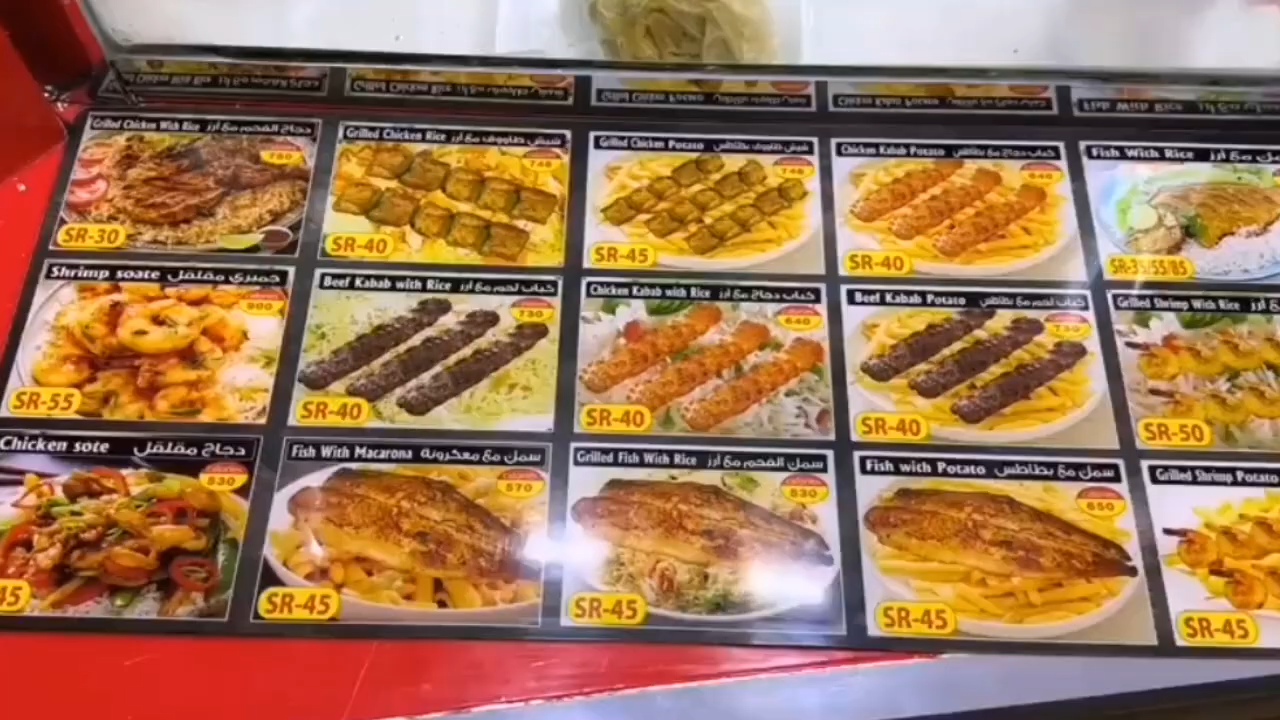 Grilled Chicken With Rice دجاج الفحم مع أرز
780
SR-30
Grilled Chicken Rice شيش طاووق مع أرز
746
SR-40
Grilled Chicken Potato شيش طاووق بطاطس
746
SR-45
Chicken Kabab Potato كباب دجاج مع بطاطس
640
SR-40
Fish With Rice مع أرز
SR-35/55/85
Shrimp soate جمبري مقلقل
900
SR-55
Beef Kabab with Rice كباب لحم مع أرز
730
SR-40
Chicken Kabab with Rice كباب دجاج مع أرز
640
SR-40
Beef Kabab Potato كباب لحم مع بطاطس
730
SR-40
Grilled Shrimp With Rice
SR-50
Chicken sote دجاج مقلقل
830
45
Fish With Macarona سمك مع معكرونة
570
SR-45
Grilled Fish With Rice سمك الفحم مع أرز
830
SR-45
Fish with Potato سمك مع بطاطس
650
SR-45
Grilled Shrimp Potato
SR-45